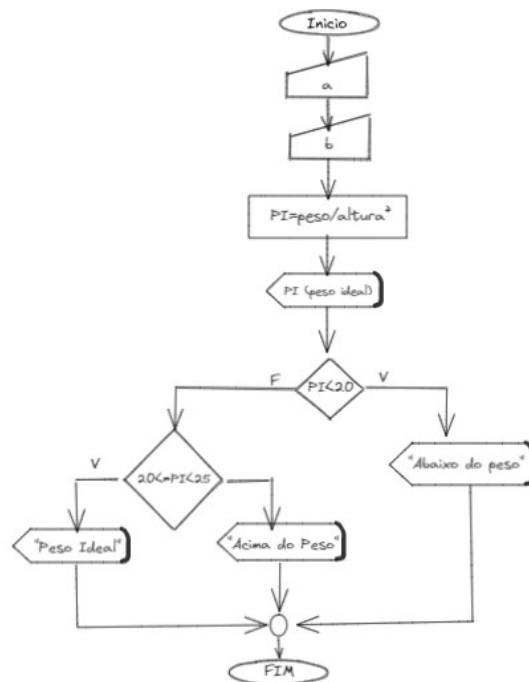 Inicio
a
b
PI=peso/altura²
PI (peso ideal)
PI<20
F
V
20<=PI<25
V
"Abaixo do peso"
"Peso Ideal"
"Acima do Peso"
FIM